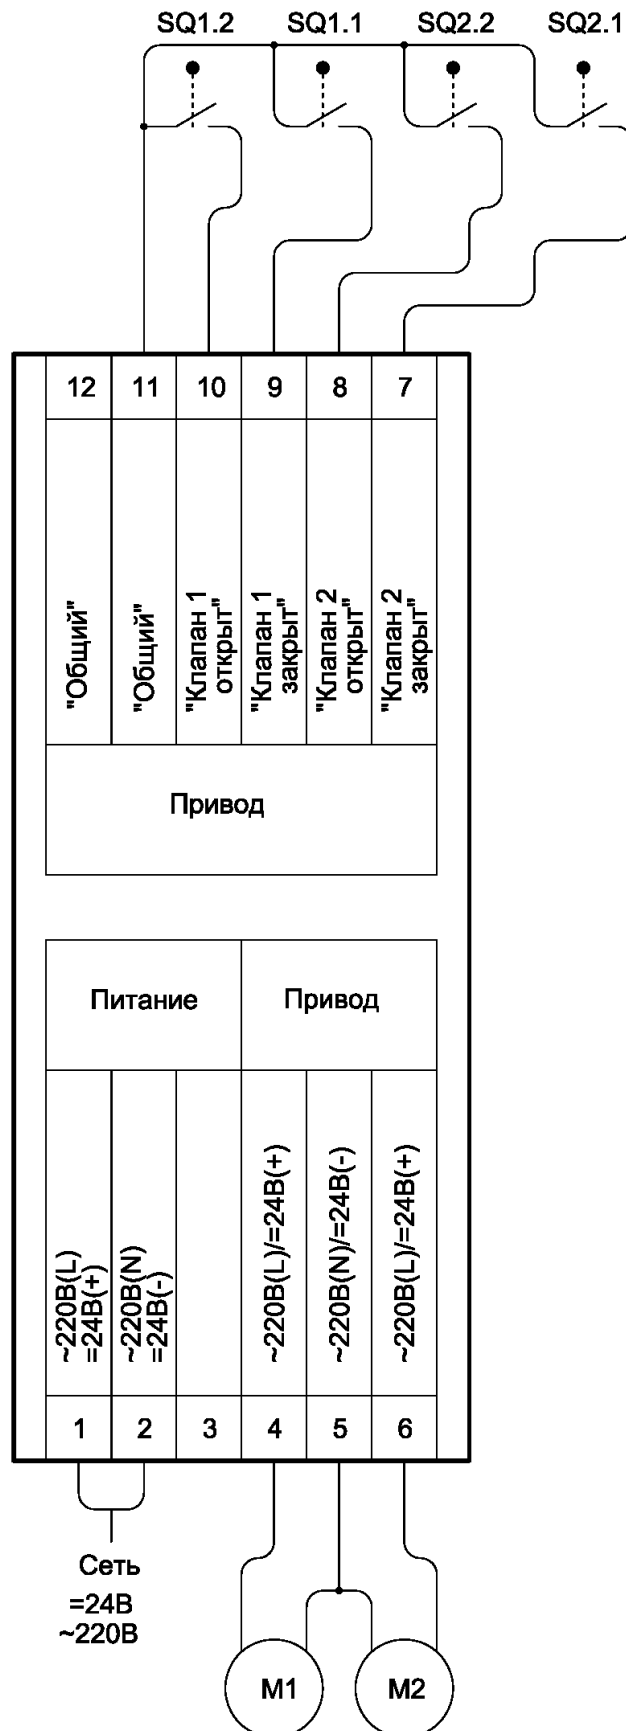 SQ1.2 SQ1.1 SQ2.2 SQ2.1
12 11 10 9 8 7
"Общий"
"Общий"
"Клапан 1
открыт"
"Клапан 1
закрыт"
"Клапан 2
открыт"
"Клапан 2
закрыт"
Привод
Питание Привод
~220В(L)
=24В(+)
~220В(N)
=24В(-)
~220В(L)/=24В(+)
~220В(N)/=24В(-)
~220В(L)/=24В(+)
1 2 3 4 5 6
Сеть
=24В
~220В
М1 М2